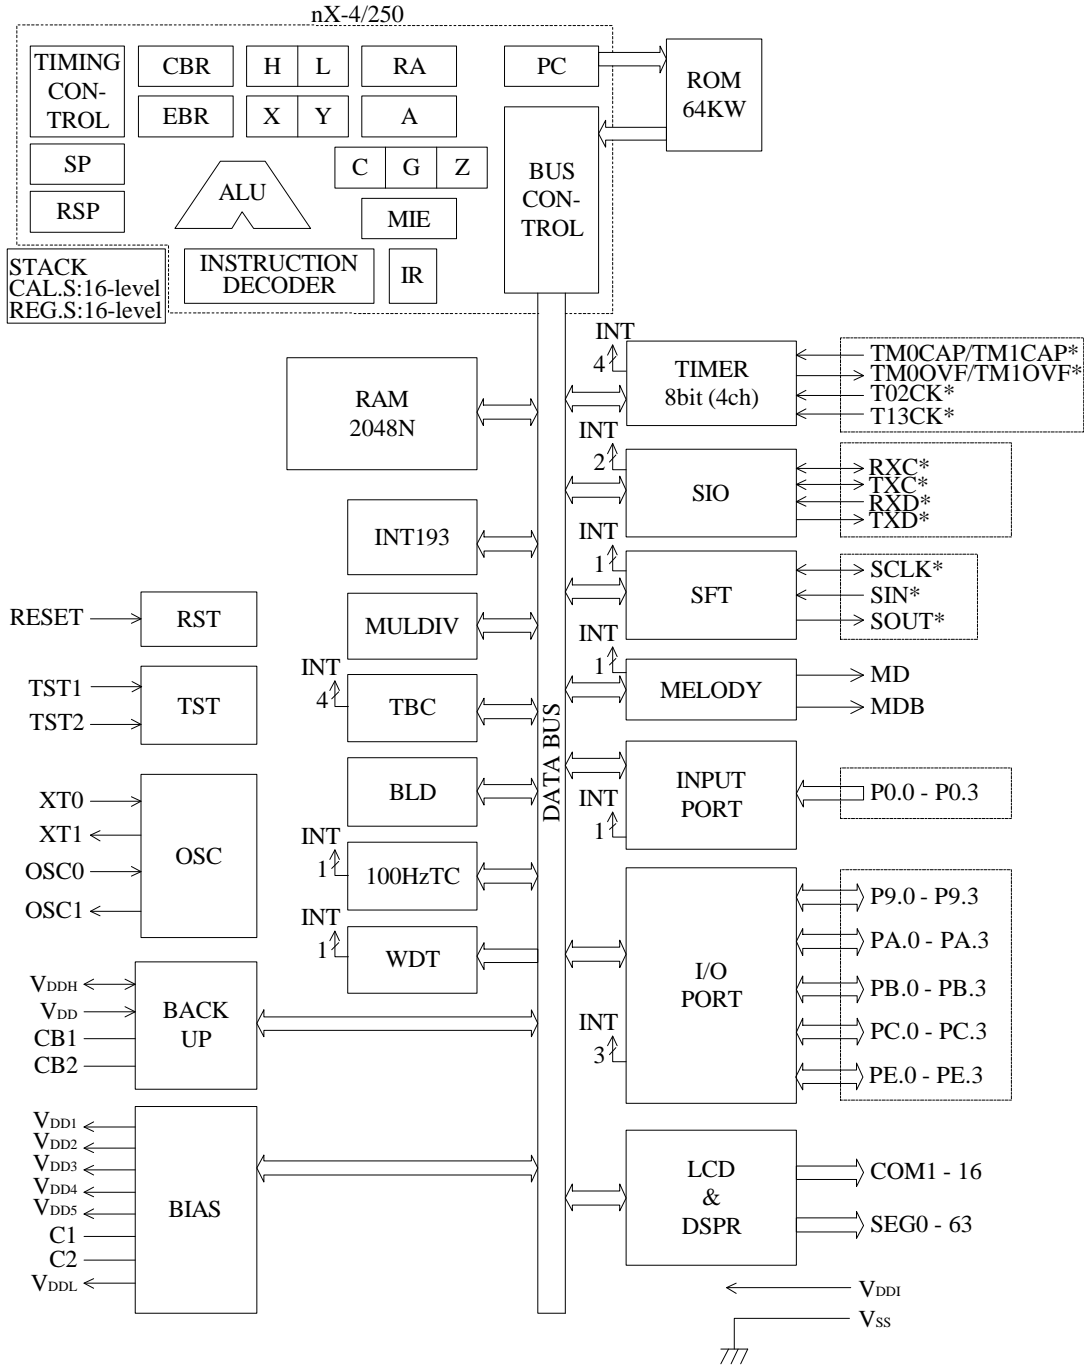 nX-4/250
TIMING
CON-
TROL
CBR
H
L
RA
PC
ROM
64KW
EBR
X
Y
A
SP
C
G
Z
BUS
CON-
TROL
RSP
ALU
MIE
STACK
CAL.S:16-level
REG.S:16-level
INSTRUCTION
DECODER
IR
RAM
2048N
INT193
MULDIV
INT
4
TBC
BLD
INT
1
100HzTC
INT
1
WDT
RESET
RST
TST1
TST2
TST
XT0
XT1
OSC0
OSC1
OSC
VDDH
VDD
CB1
CB2
BACK
UP
VDD1
VDD2
VDD3
VDD4
VDD5
C1
C2
VDDL
BIAS
DATA BUS
INT
4
TIMER
8bit (4ch)
TM0CAP/TM1CAP*
TM0OVF/TM1OVF*
T02CK*
T13CK*
INT
2
SIO
RXC*
TXC*
RXD*
TXD*
INT
1
SFT
SCLK*
SIN*
SOUT*
INT
1
MELODY
MD
MDB
INPUT
PORT
INT
1
P0.0 - P0.3
I/O
PORT
INT
3
P9.0 - P9.3
PA.0 - PA.3
PB.0 - PB.3
PC.0 - PC.3
PE.0 - PE.3
LCD
&
DSPR
COM1 - 16
SEG0 - 63
VDDI
VSS